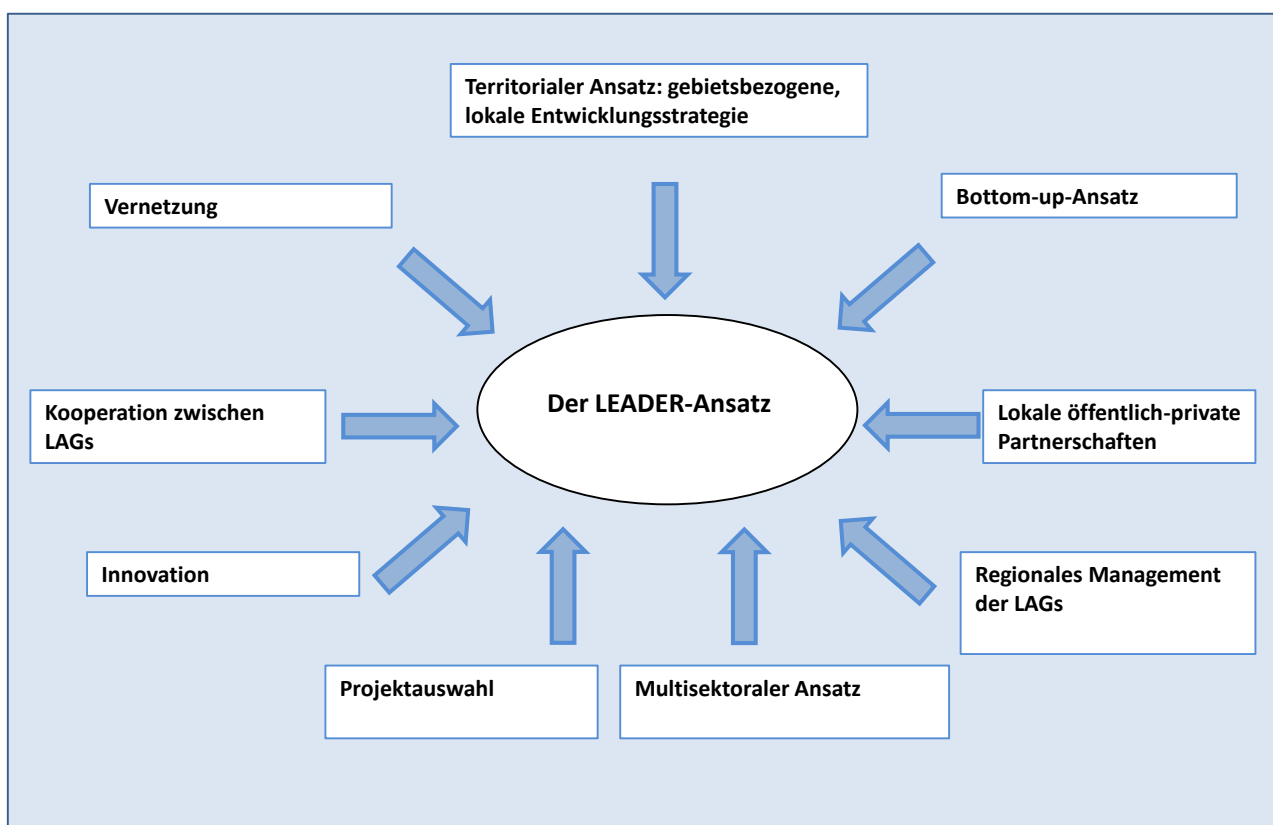 Territorialer Ansatz: gebietsbezogene,
lokale Entwicklungsstrategie
Vernetzung
Bottom-up-Ansatz
Der LEADER-Ansatz
Kooperation zwischen
LAGs
Lokale öffentlich-private
Partnerschaften
Innovation
Regionales Management
der LAGs
Projektauswahl
Multisektoraler Ansatz